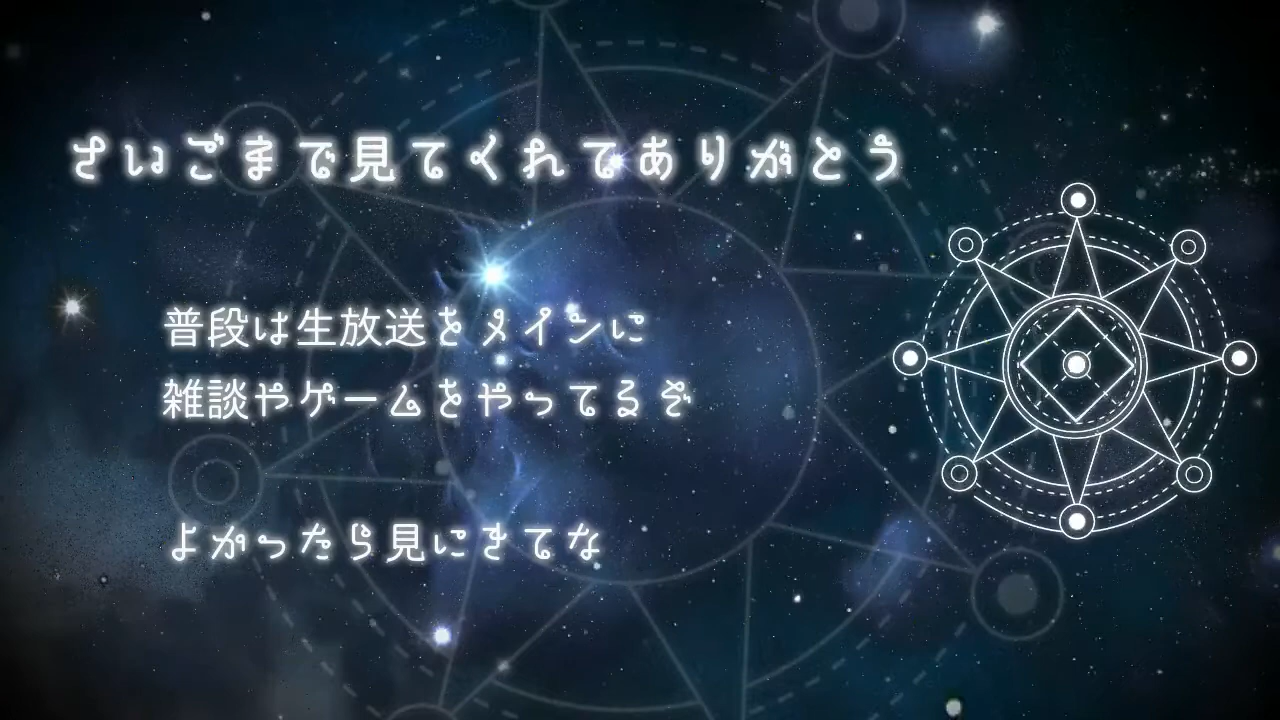 さいごまで見てくれてありがとう
普段は生放送をメインに
雑談やゲームをやってるぞ
よかったら見にきてな